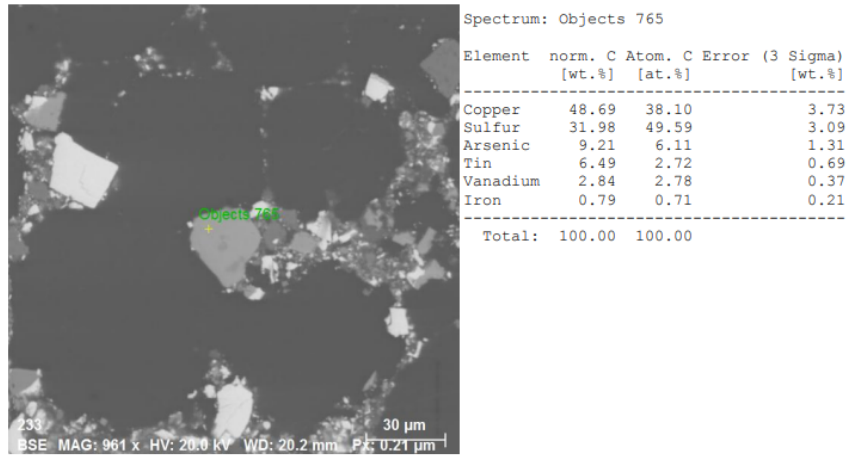 Spectrum: Objects 765
Element norm. C Atom. C Error (3 Sigma)
[wt.%] [at.%] [wt.%]
Copper 48.69 38.10 3.73
Sulfur 31.98 49.59 3.09
Arsenic 9.21 6.11 1.31
Tin 6.49 2.72 0.69
Vanadium 2.84 2.78 0.37
Iron 0.79 0.71 0.21
Total: 100.00 100.00
Objects 765
233
30 µm
BSE MAG: 961 x HV: 20.0 kV WD: 20.2 mm Px: 0.21 µm